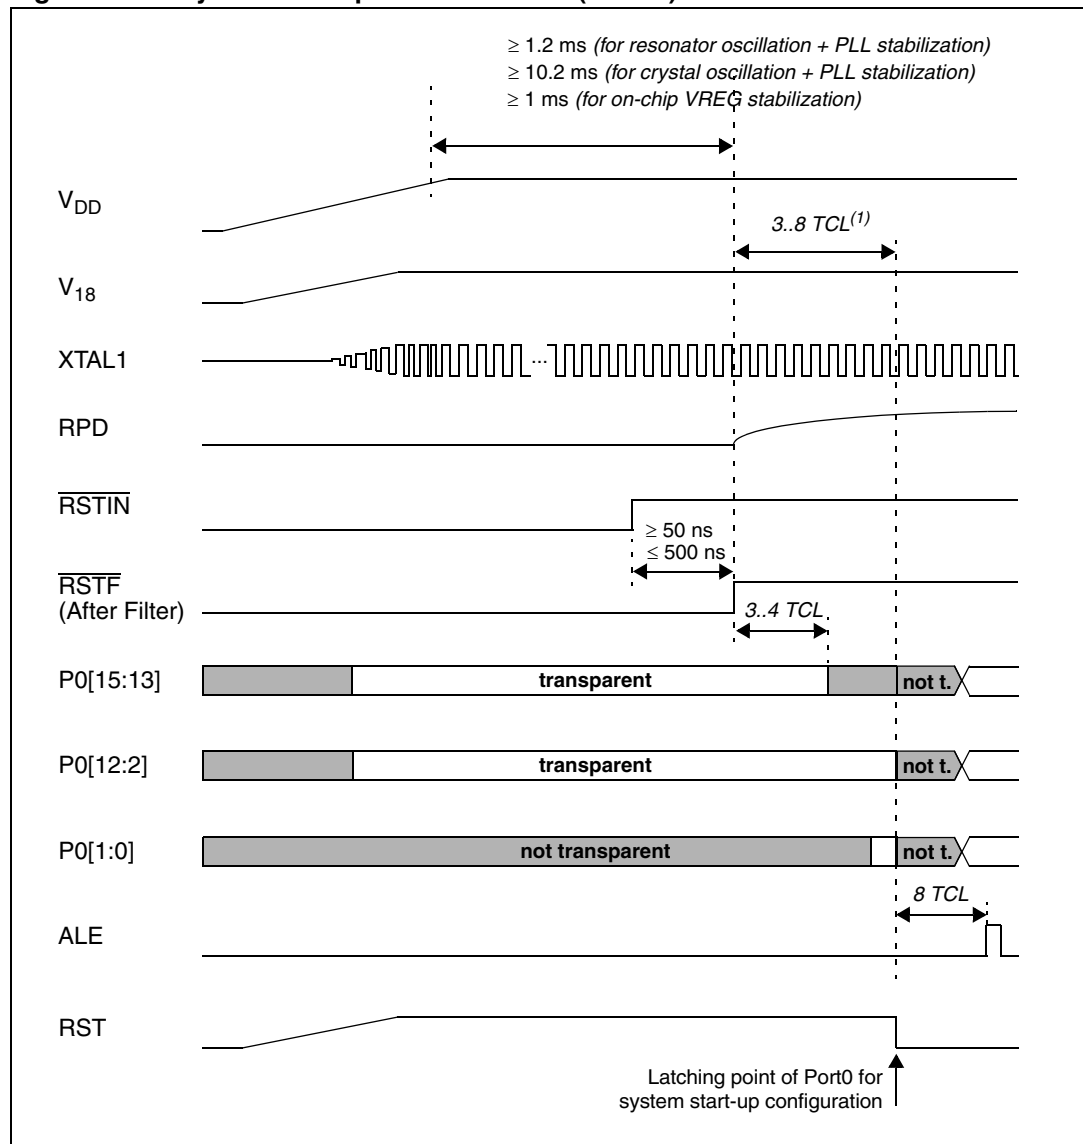 ≥ 1.2 ms (for resonator oscillation + PLL stabilization)
≥ 10.2 ms (for crystal oscillation + PLL stabilization)
≥ 1 ms (for on-chip VREG stabilization)
VDD
3..8 TCL(1)
V18
XTAL1
...
RPD
RSTIN
≥ 50 ns
≤ 500 ns
RSTF
(After Filter)
3..4 TCL
P0[15:13]
transparent
not t.
P0[12:2]
transparent
not t.
P0[1:0]
not transparent
not t.
8 TCL
ALE
RST
Latching point of Port0 for
system start-up configuration